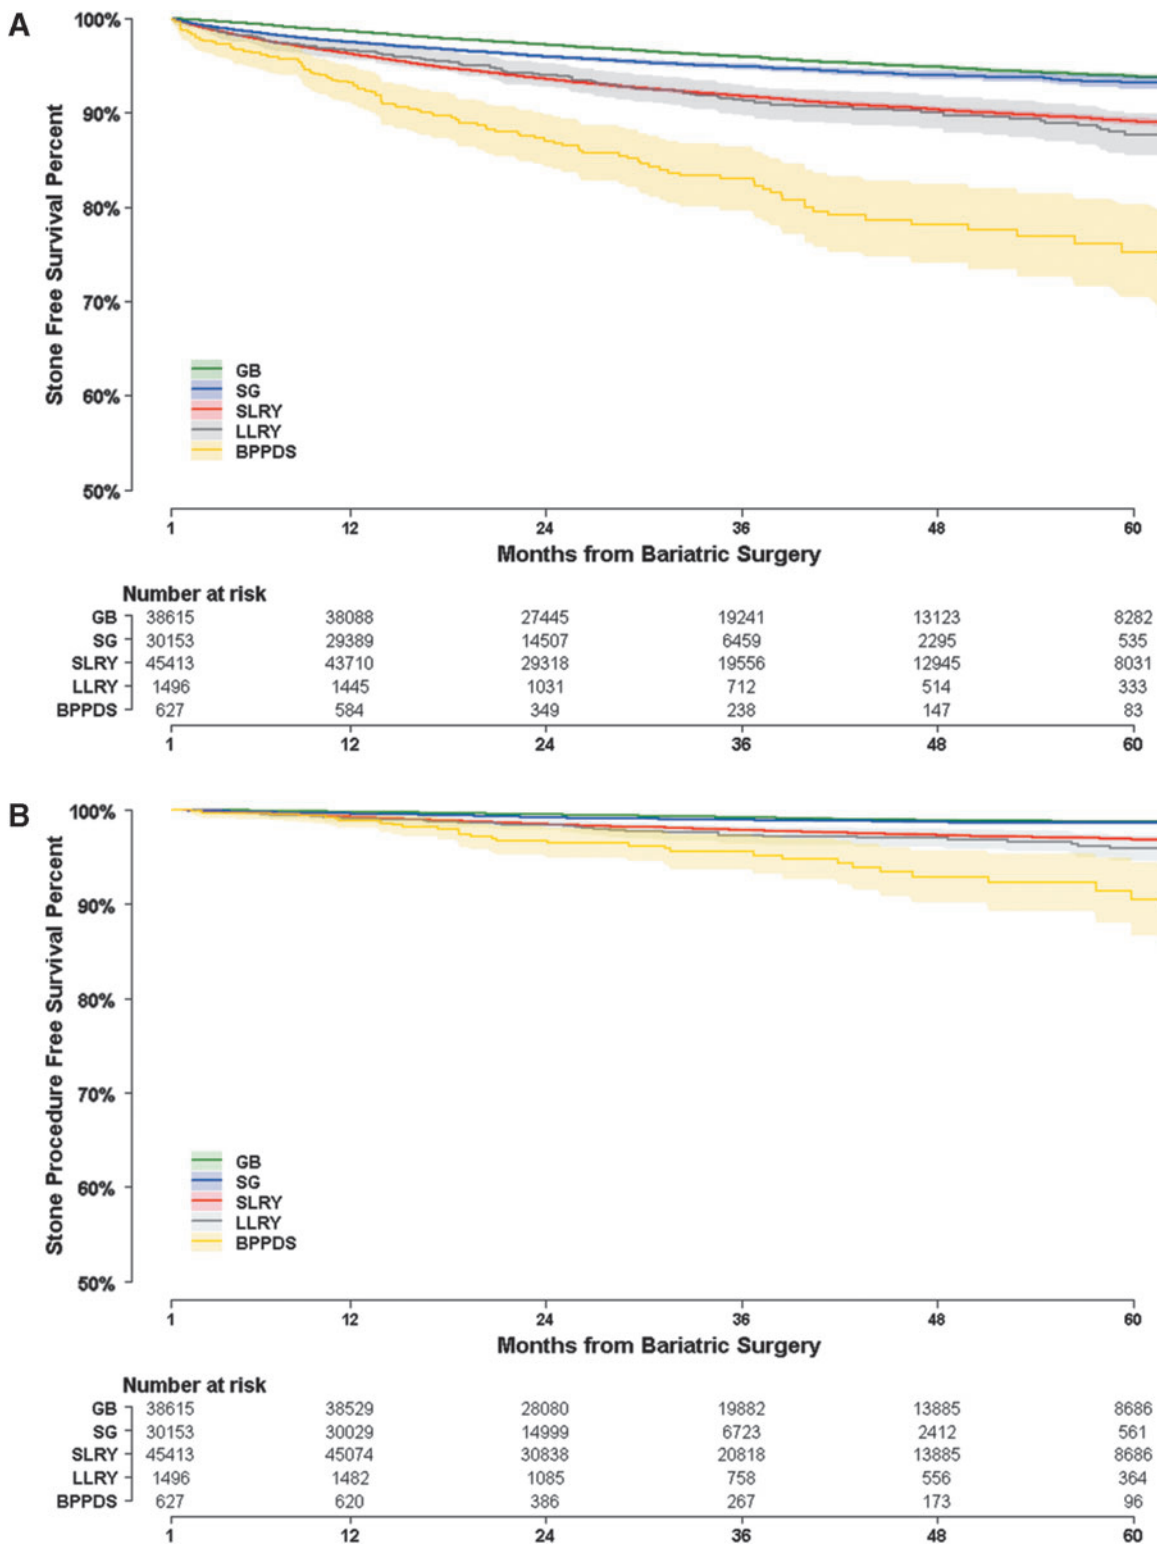 A
Stone Free Survival Percent
100%
90%
80%
70%
60%
50%
GB
SG
SLRY
LLRY
BPPDS
1 12 24 36 48 60
Months from Bariatric Surgery
Number at risk
GB 38615 38088 27445 19241 13123 8282
SG 30153 29389 14507 6459 2295 535
SLRY 45413 43710 29318 19556 12945 8031
LLRY 1496 1445 1031 712 514 333
BPPDS 627 584 349 238 147 83
1 12 24 36 48 60
B
Stone Procedure Free Survival Percent
100%
90%
80%
70%
60%
50%
GB
SG
SLRY
LLRY
BPPDS
1 12 24 36 48 60
Months from Bariatric Surgery
Number at risk
GB 38615 38529 28080 19882 13885 8686
SG 30153 30029 14999 6723 2412 561
SLRY 45413 45074 30838 20818 13885 8686
LLRY 1496 1482 1085 758 556 364
BPPDS 627 620 386 267 173 96
1 12 24 36 48 60